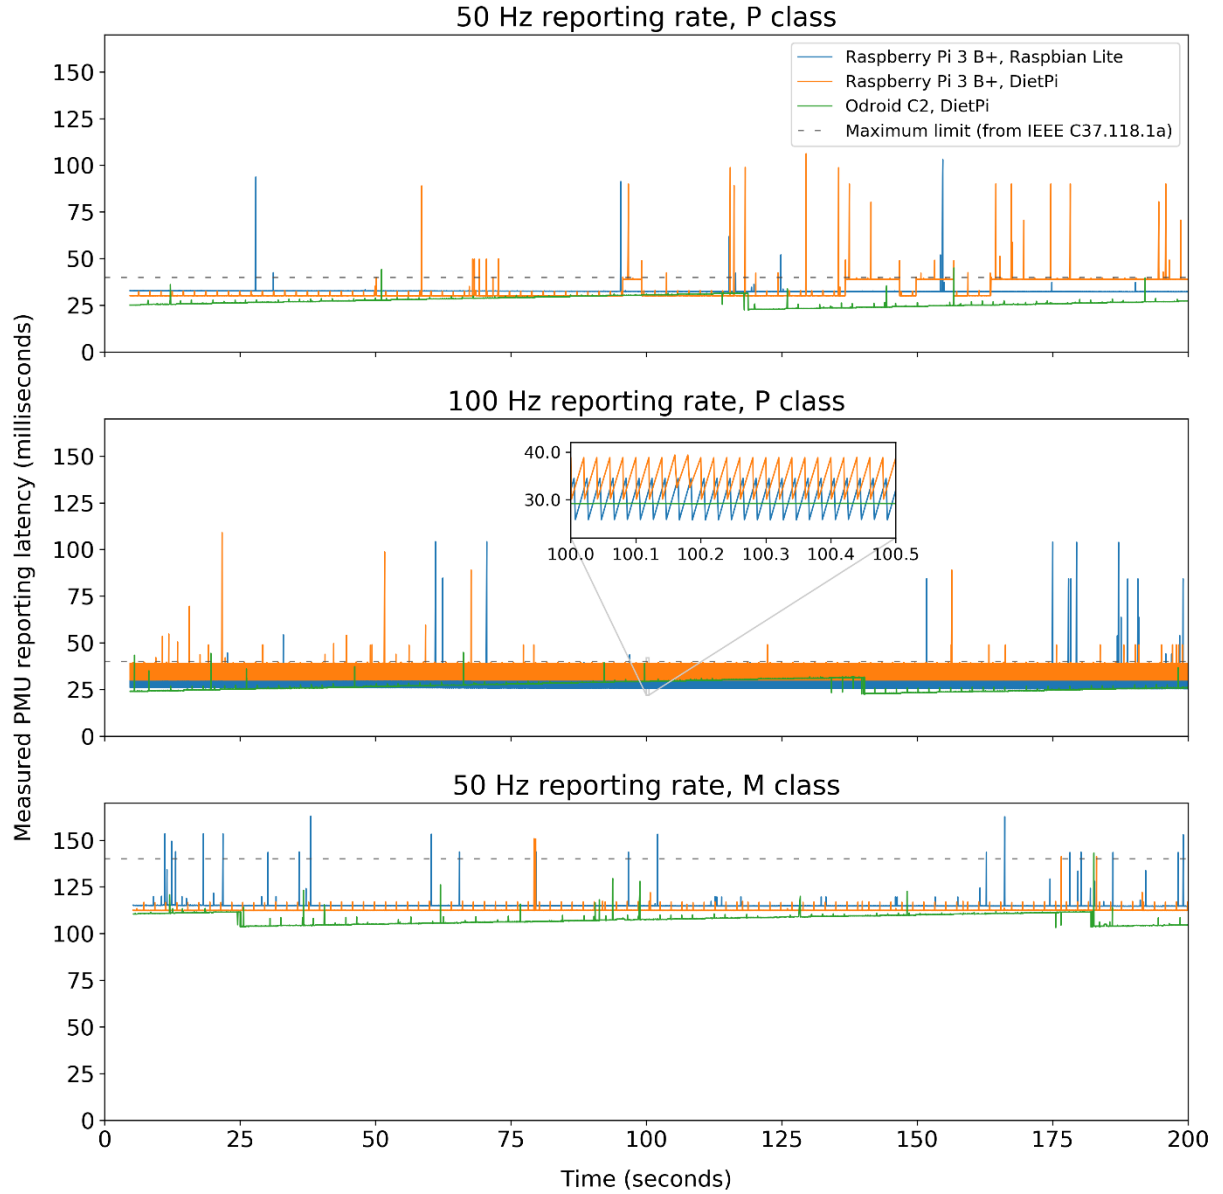 50 Hz reporting rate, P class
150
125
100
75
50
25
0
Raspberry Pi 3 B+, Raspbian Lite
Raspberry Pi 3 B+, DietPi
Odroid C2, DietPi
Maximum limit (from IEEE C37.118.1a)
Measured PMU reporting latency (milliseconds)
100 Hz reporting rate, P class
150
125
100
75
50
25
0
40.0
30.0
100.0 100.1 100.2 100.3 100.4 100.5
50 Hz reporting rate, M class
150
125
100
75
50
25
0
0 25 50 75 100 125 150 175 200
Time (seconds)